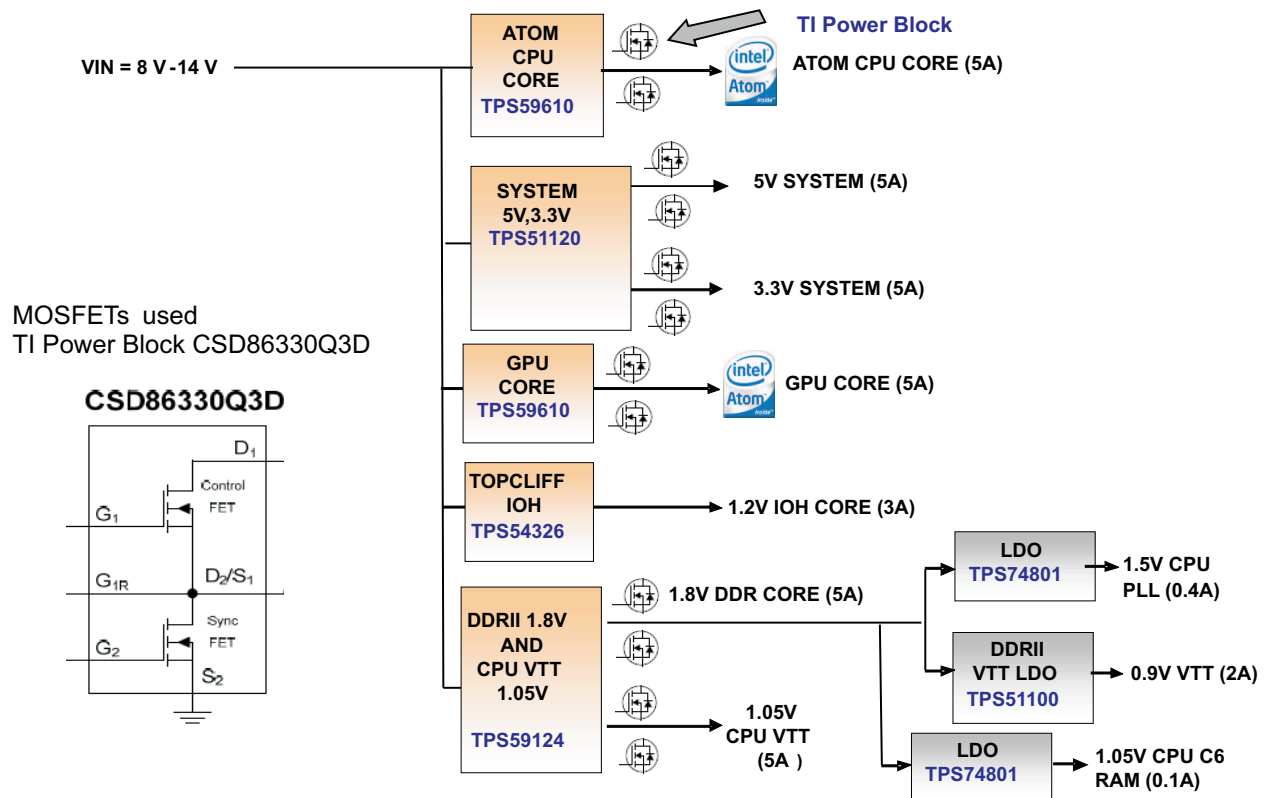 TI Power Block
VIN = 8 V -14 V
ATOM
CPU
CORE
TPS59610
intel
Atom
inside™
ATOM CPU CORE (5A)
SYSTEM
5V,3.3V
TPS51120
5V SYSTEM (5A)
3.3V SYSTEM (5A)
MOSFETs used
TI Power Block CSD86330Q3D
CSD86330Q3D
D1
Control
FET
G1
G1R
D2/S1
Sync
FET
G2
S2
GPU
CORE
TPS59610
intel
Atom
inside™
GPU CORE (5A)
TOPCLIFF
IOH
TPS54326
1.2V IOH CORE (3A)
DDRII 1.8V
AND
CPU VTT
1.05V
TPS59124
1.8V DDR CORE (5A)
1.05V
CPU VTT
(5A )
LDO
TPS74801
1.5V CPU
PLL (0.4A)
DDRII
VTT LDO
TPS51100
0.9V VTT (2A)
LDO
TPS74801
1.05V CPU C6
RAM (0.1A)